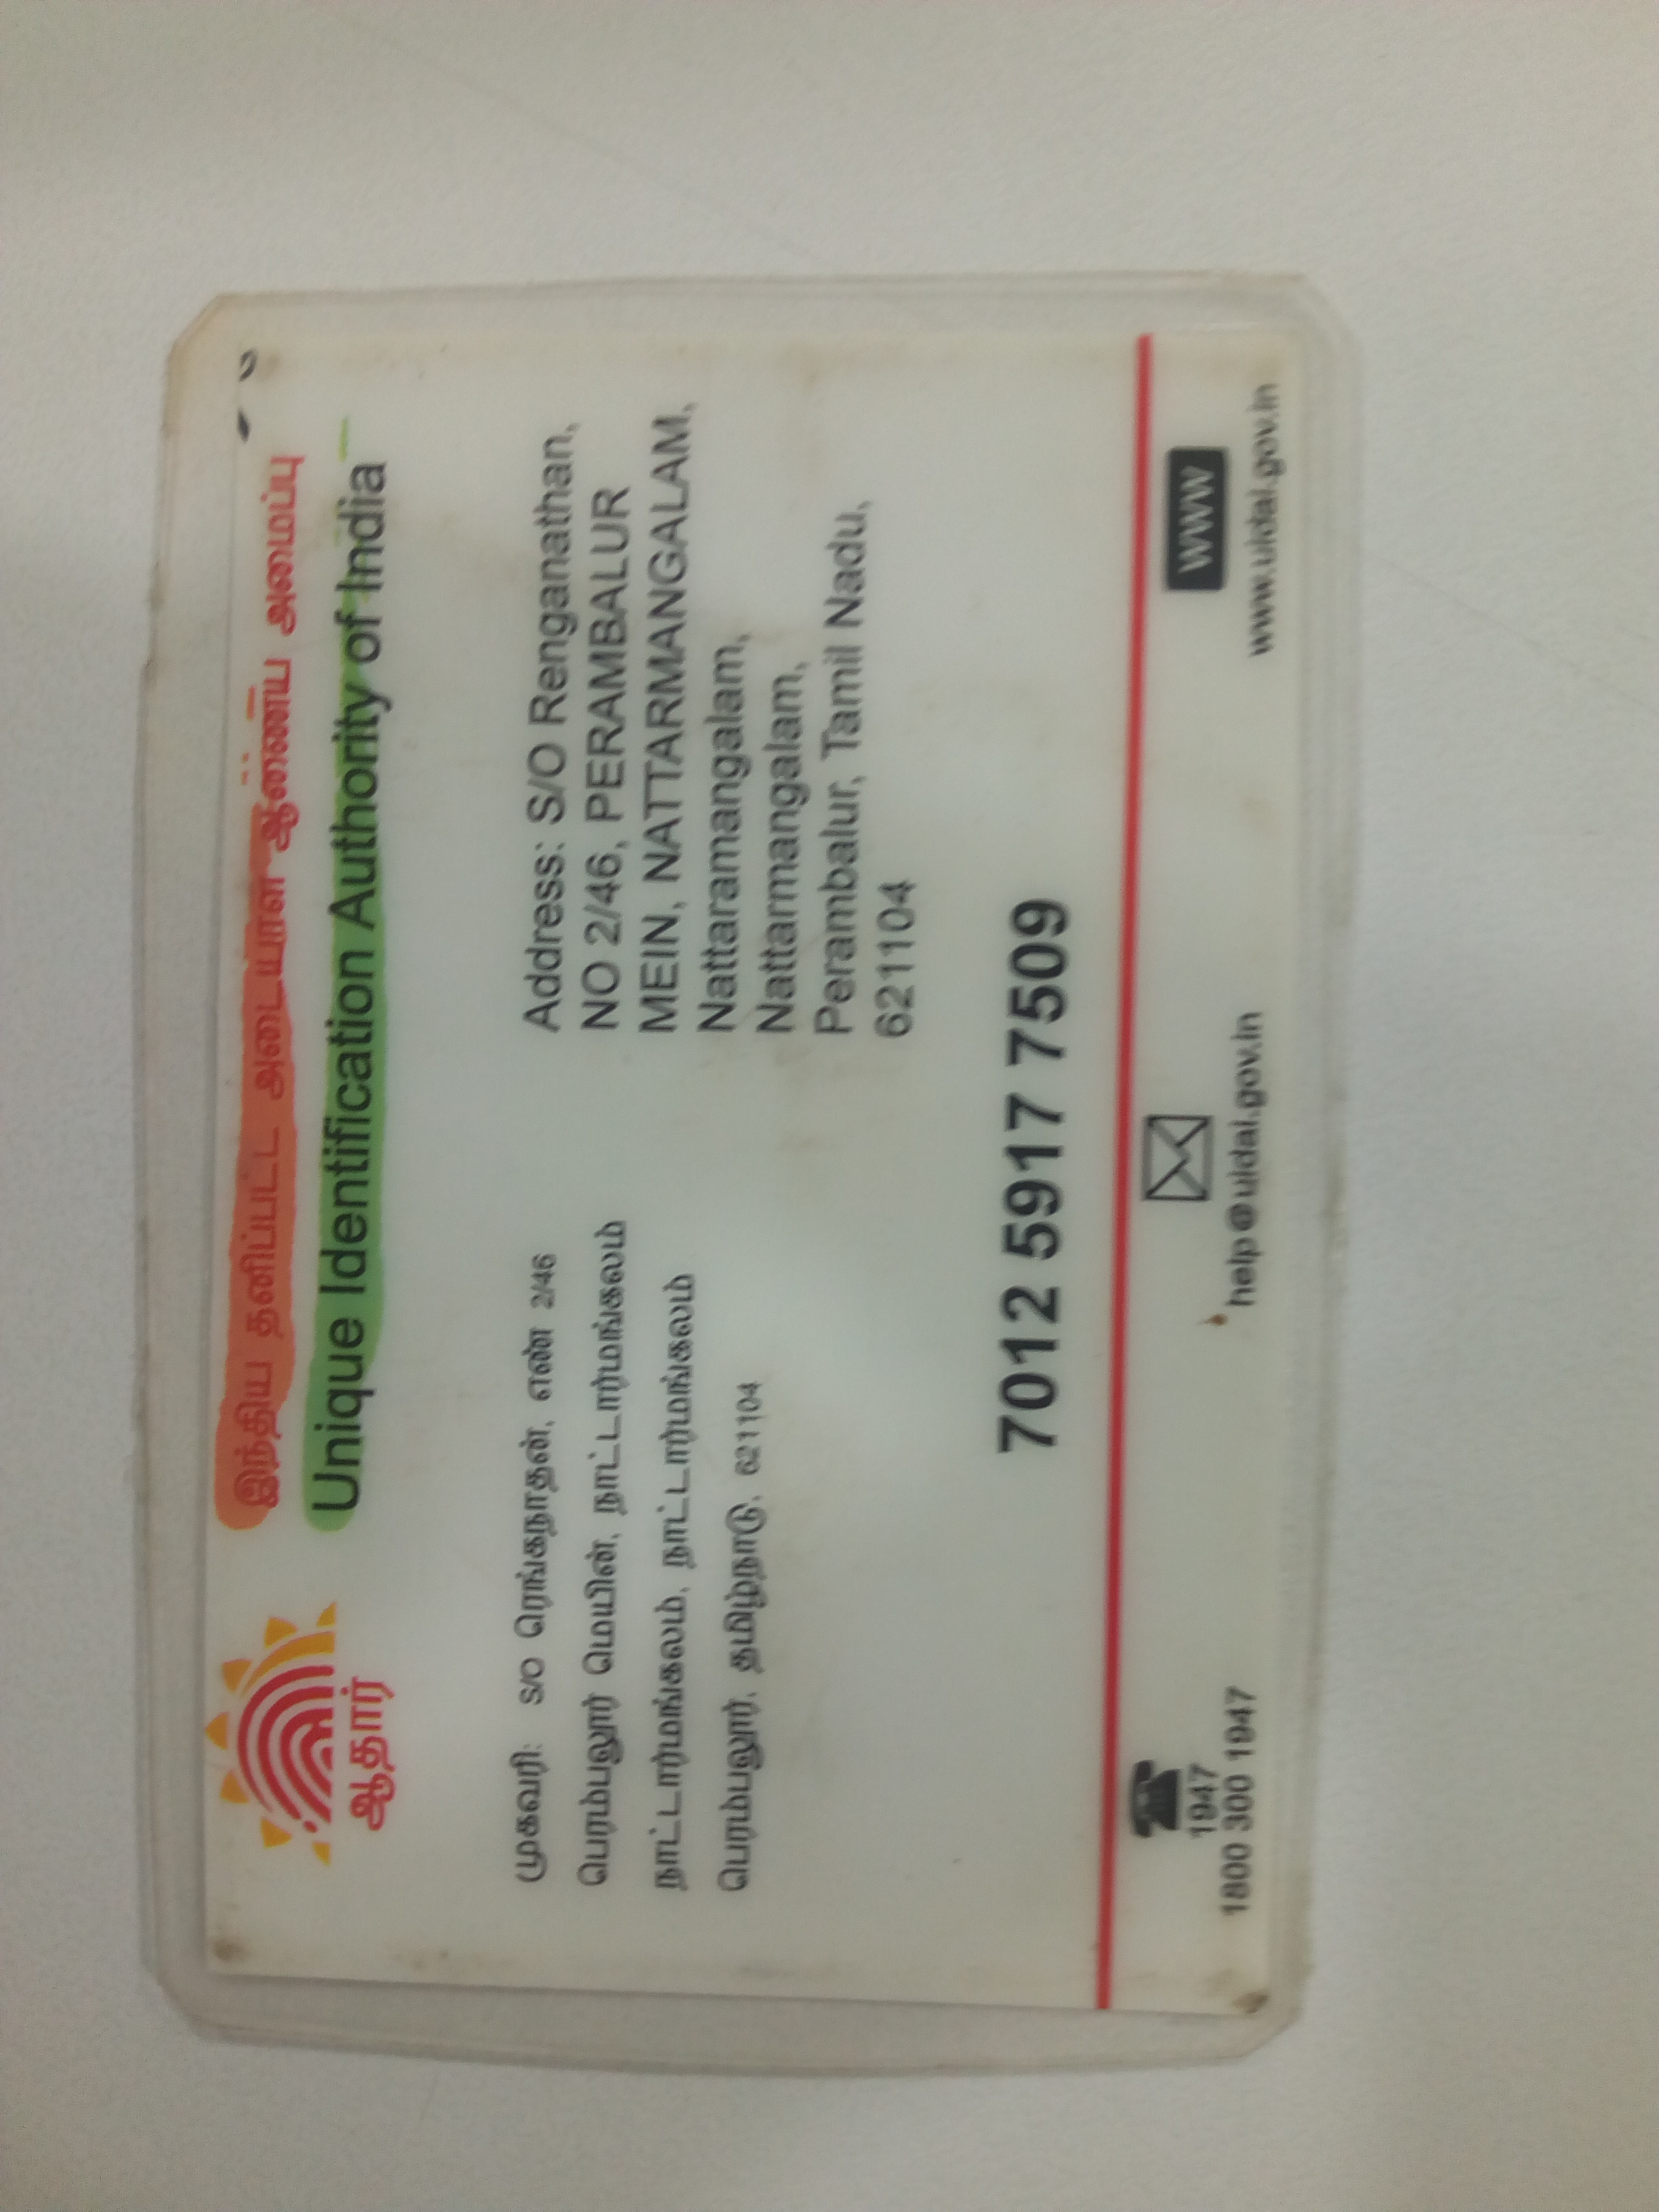 இந்திய தனிப்பட்ட அடையாள ஆணைய அமைப்பு
Unique Identification Authority of India
ஆதார்
முகவரி: S/O ரெங்கநாதன், எண் 2/46
பெரம்பலூர் மெயின், நாட்டார்மங்கலம்
நாட்டார்மங்கலம், நாட்டார்மங்கலம்
பெரம்பலூர், தமிழ்நாடு, 621104
Address: S/O Renganathan,
NO 2/46, PERAMBALUR
MEIN, NATTARMANGALAM,
Nattaramangalam,
Nattarmangalam,
Perambalur, Tamil Nadu,
621104
7012 5917 7509
1947
1800 300 1947
help@uidai.gov.in
WWW
www.uidai.gov.in